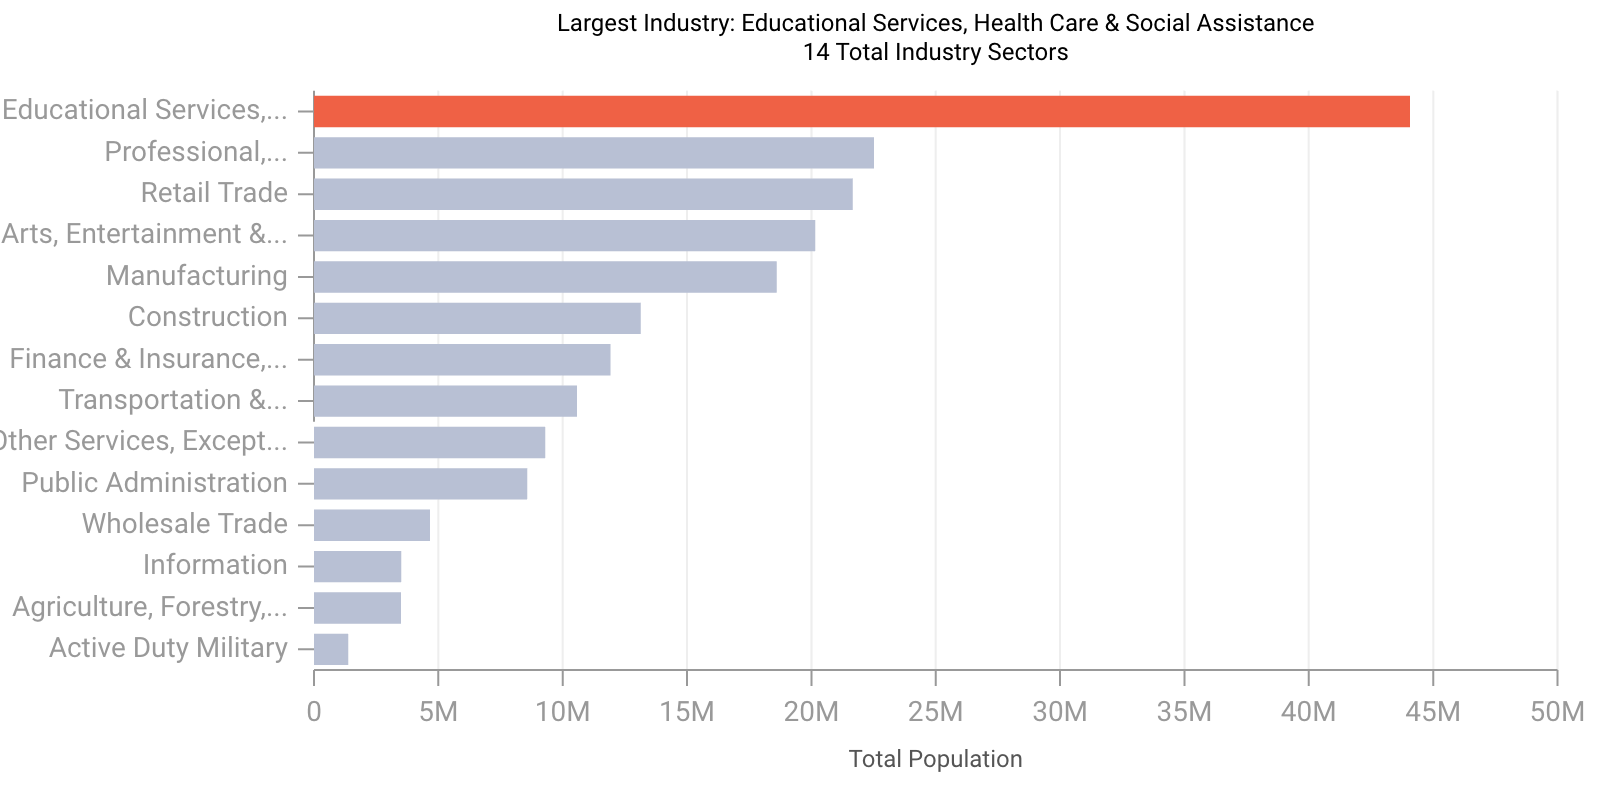 Largest Industry: Educational Services, Health Care & Social Assistance
14 Total Industry Sectors
Educational Services,...
Professional,...
Retail Trade
Arts, Entertainment &...
Manufacturing
Construction
Finance & Insurance,...
Transportation &...
Other Services, Except...
Public Administration
Wholesale Trade
Information
Agriculture, Forestry,...
Active Duty Military
0 5M 10M 15M 20M 25M 30M 35M 40M 45M 50M
Total Population